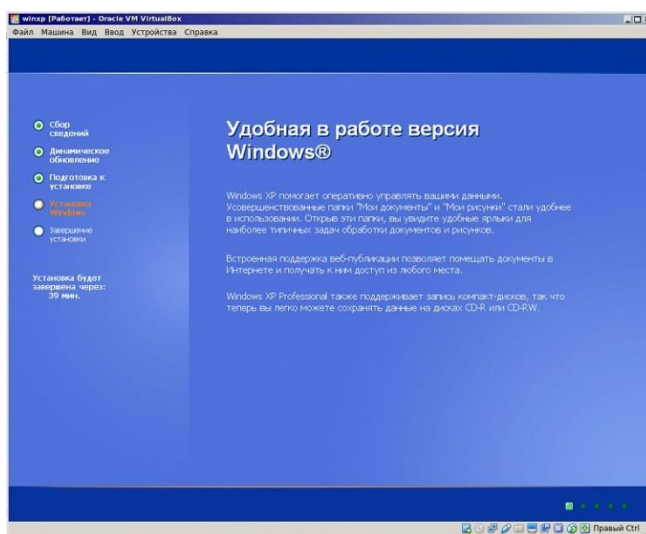 winxp [Работает] - Oracle VM VirtualBox
Файл Машина Вид Ввод Устройства Справка
Сбор
сведений
Динамическое
обновление
Подготовка к
установке
Установка
Windows
Завершение
установки
Установка будет
завершена через:
39 мин.
Удобная в работе версия
Windows®
Windows XP помогает оперативно управлять вашими данными.
Усовершенствованные папки "Мои документы" и "Мои рисунки" стали удобнее
в использовании. Открыв эти папки, вы увидите удобные ярлыки для
наиболее типичных задач обработки документов и рисунков.
Встроенная поддержка веб-публикации позволяет помещать документы в
Интернете и получать к ним доступ из любого места.
Windows XP Professional также поддерживает запись компакт-дисков, так что
теперь вы легко можете сохранять данные на дисках CD-R или CD-RW.
Правый Ctrl